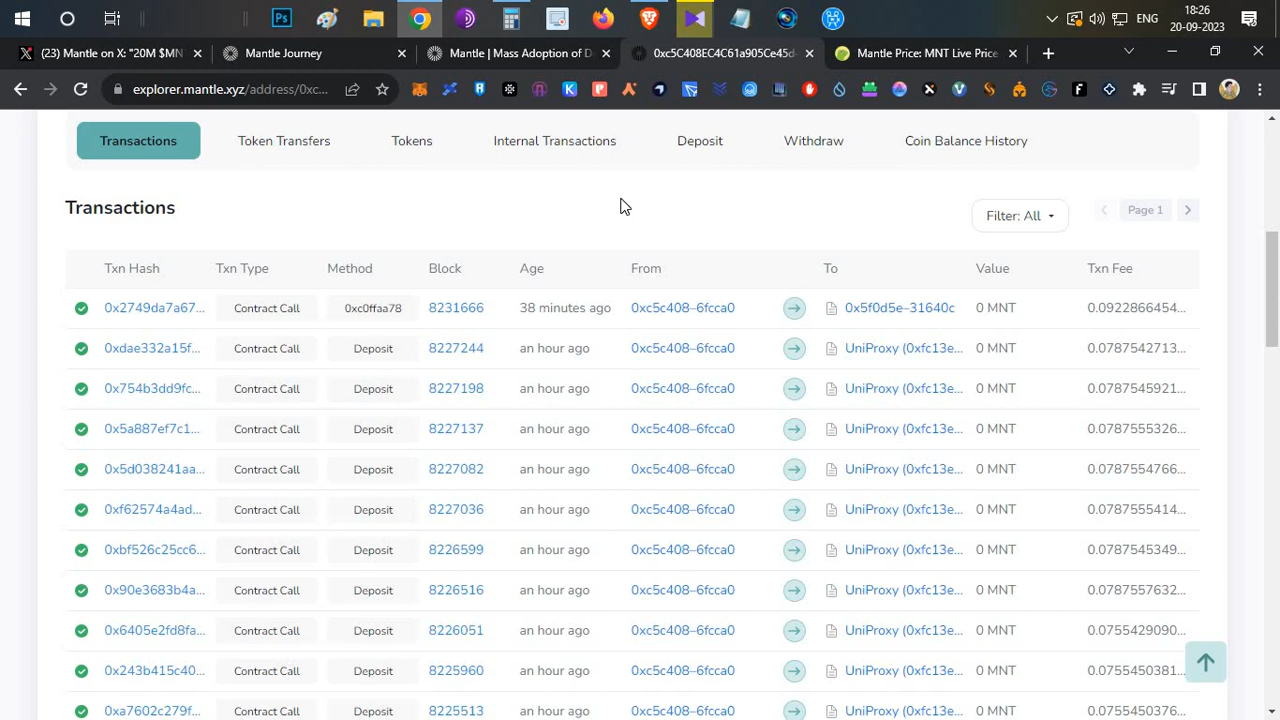 18:26
ENG
20-09-2023
(23) Mantle on X: "20M $MN
Mantle Journey
Mantle | Mass Adoption of D
0xc5C408EC4C61a905Ce45d
Mantle Price: MNT Live Price
explorer.mantle.xyz/address/0xc...
Transactions
Token Transfers
Tokens
Internal Transactions
Deposit
Withdraw
Coin Balance History
Transactions
Filter: All
Page 1
Txn Hash Txn Type Method Block Age From To Value Txn Fee
0x2749da7a67... Contract Call 0xc0ffaa78 8231666 38 minutes ago 0xc5c408–6fcca0 0x5f0d5e–31640c 0 MNT 0.0922866454...
0xdae332a15f... Contract Call Deposit 8227244 an hour ago 0xc5c408–6fcca0 UniProxy (0xfc13e... 0 MNT 0.0787542713...
0x754b3dd9fc... Contract Call Deposit 8227198 an hour ago 0xc5c408–6fcca0 UniProxy (0xfc13e... 0 MNT 0.0787545921...
0x5a887ef7c1... Contract Call Deposit 8227137 an hour ago 0xc5c408–6fcca0 UniProxy (0xfc13e... 0 MNT 0.0787555326...
0x5d038241aa... Contract Call Deposit 8227082 an hour ago 0xc5c408–6fcca0 UniProxy (0xfc13e... 0 MNT 0.0787554766...
0xf62574a4ad... Contract Call Deposit 8227036 an hour ago 0xc5c408–6fcca0 UniProxy (0xfc13e... 0 MNT 0.0787555414...
0xbf526c25cc6... Contract Call Deposit 8226599 an hour ago 0xc5c408–6fcca0 UniProxy (0xfc13e... 0 MNT 0.0787545349...
0x90e3683b4a... Contract Call Deposit 8226516 an hour ago 0xc5c408–6fcca0 UniProxy (0xfc13e... 0 MNT 0.0787557632...
0x6405e2fd8fa... Contract Call Deposit 8226051 an hour ago 0xc5c408–6fcca0 UniProxy (0xfc13e... 0 MNT 0.0755429090...
0x243b415c40... Contract Call Deposit 8225960 an hour ago 0xc5c408–6fcca0 UniProxy (0xfc13e... 0 MNT 0.0755450381...
0xa7602c279f... Contract Call Deposit 8225513 an hour ago 0xc5c408–6fcca0 UniProxy (0xfc13e... 0 MNT 0.0755450376...